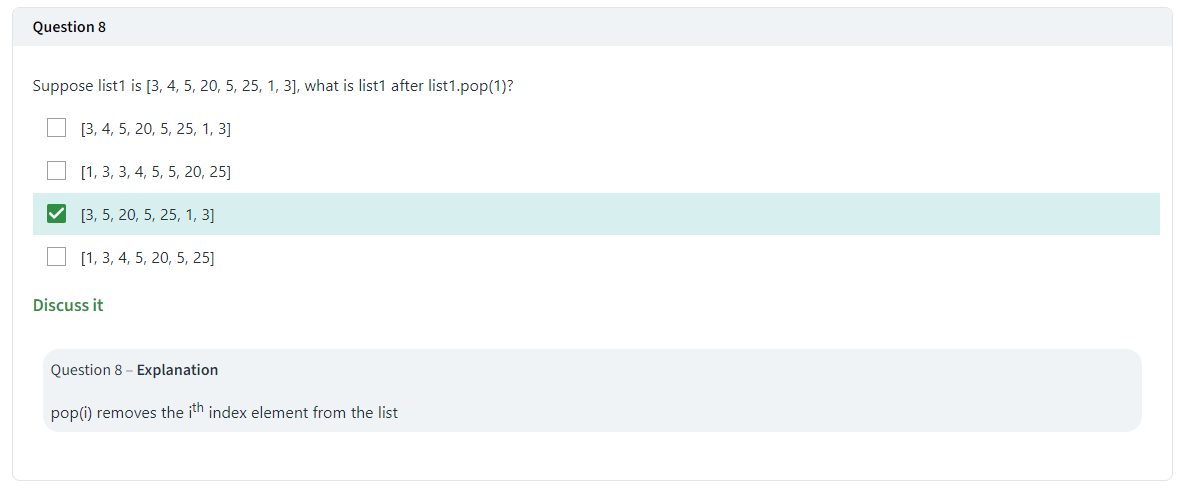 Question 8
Suppose list1 is [3, 4, 5, 20, 5, 25, 1, 3], what is list1 after list1.pop(1)?
[3, 4, 5, 20, 5, 25, 1, 3]
[1, 3, 3, 4, 5, 5, 20, 25]
[3, 5, 20, 5, 25, 1, 3]
[1, 3, 4, 5, 20, 5, 25]
Discuss it
Question 8 – Explanation
pop(i) removes the ith index element from the list